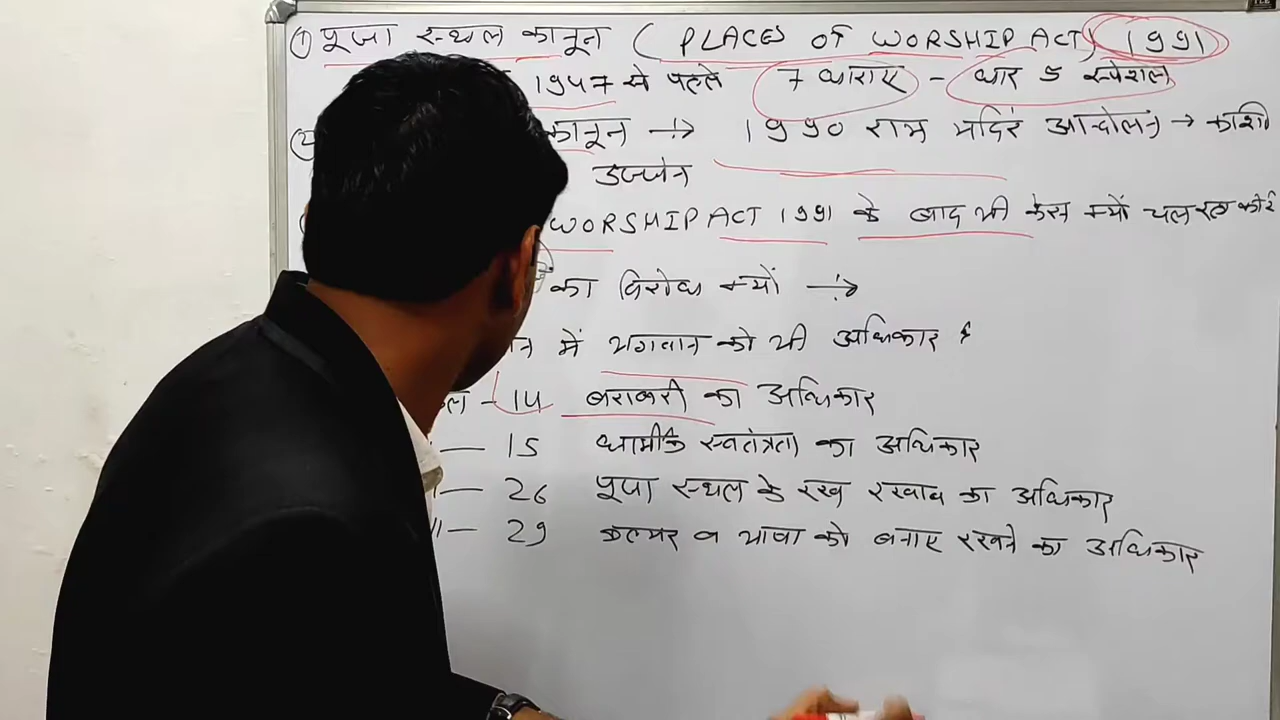 ① पूजा स्थल कानून ( PLACES OF WORSHIP ACT) 1991
1947 से पहले 7 धाराए - धार 5 स्पेशल
कानून → 1990 राम मंदिर आन्दोलन → काशी
उज्जैन
WORSHIP ACT 1991 के बाद भी केस क्यों चल रहा कोर्ट
का विरोध क्यों →
में भगवान को भी अधिकार है
- 14 बराबरी का अधिकार
— 15 धार्मीक स्वतंत्रता का अधिकार
— 26 पूजा स्थल के रख रखाव का अधिकार
॥— 29 कल्चर व भाषा को बनाए रखने का अधिकार